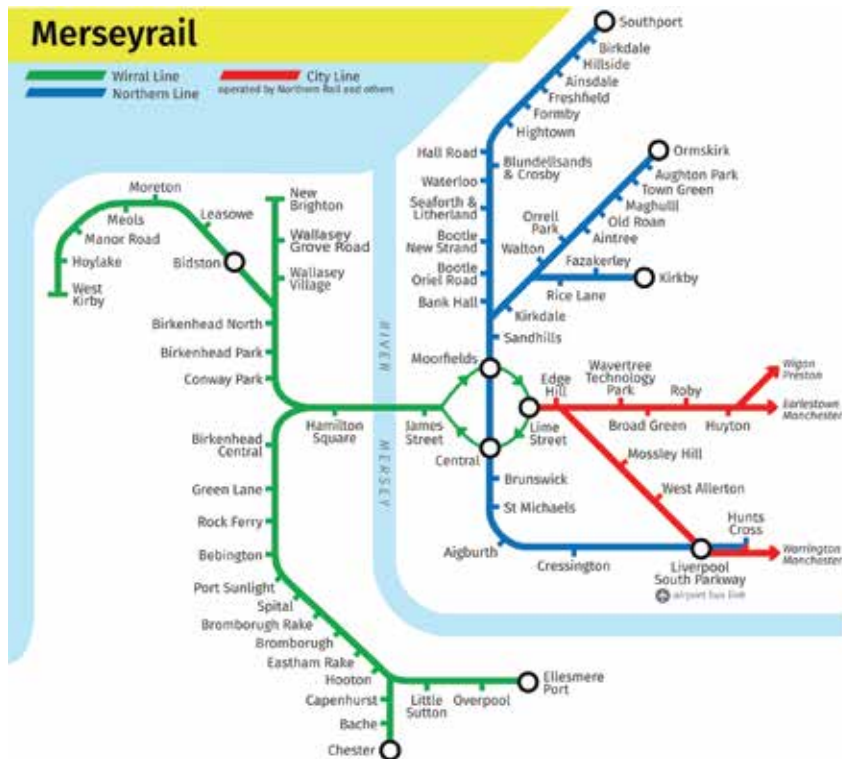 Merseyrail
Wirral Line
Northern Line
City Line
operated by Northern Rail and others
Southport
Birkdale
Hillside
Ainsdale
Freshfield
Formby
Hightown
Hall Road
Blundellsands
& Crosby
Waterloo
Seaforth &
Litherland
Bootle
New Strand
Bootle
Oriel Road
Bank Hall
Ormskirk
Aughton Park
Town Green
Maghulll
Old Roan
Aintree
Orrell
Park
Walton
Kirkdale
Fazakerley
Rice Lane
Kirkby
Sandhills
Moorfields
Lime
Street
Central
James
Street
Hamilton
Square
RIVER
MERSEY
New
Brighton
Wallasey
Grove Road
Wallasey
Village
Moreton
Meols
Leasowe
Manor Road
Bidston
Hoylake
West
Kirby
Birkenhead North
Birkenhead Park
Conway Park
Birkenhead
Central
Green Lane
Rock Ferry
Bebington
Port Sunlight
Spital
Bromborugh Rake
Bromborugh
Eastham Rake
Hooton
Capenhurst
Bache
Chester
Little
Sutton
Overpool
Ellesmere
Port
Edge
Hill
Wavertree
Technology
Park
Broad Green
Roby
Huyton
Wigan
Preston
Earlestown
Manchester
Mossley Hill
West Allerton
Hunts
Cross
Liverpool
South Parkway
airport bus link
Warrington
Manchester
Brunswick
St Michaels
Aigburth
Cressington